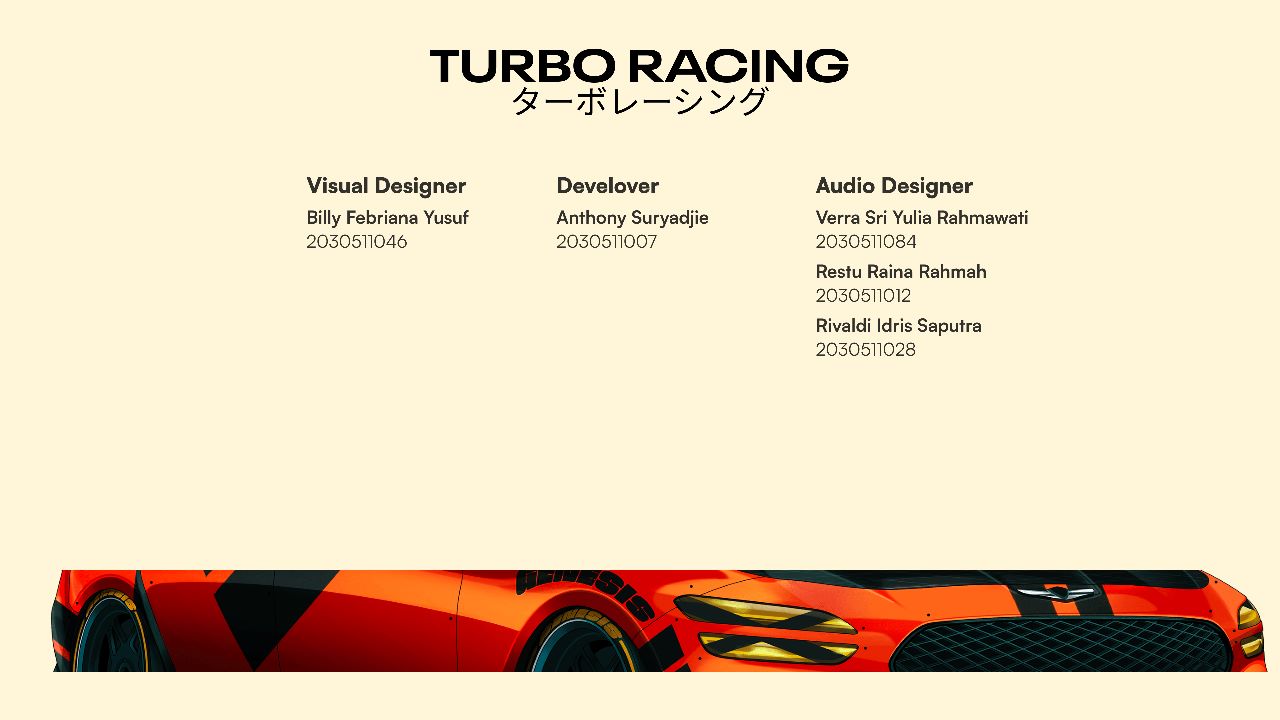 TURBO RACING
ターボレーシング
Visual Designer
Billy Febriana Yusuf
2030511046
Develover
Anthony Suryadjie
2030511007
Audio Designer
Verra Sri Yulia Rahmawati
2030511084
Restu Raina Rahmah
2030511012
Rivaldi Idris Saputra
2030511028
GENESIS